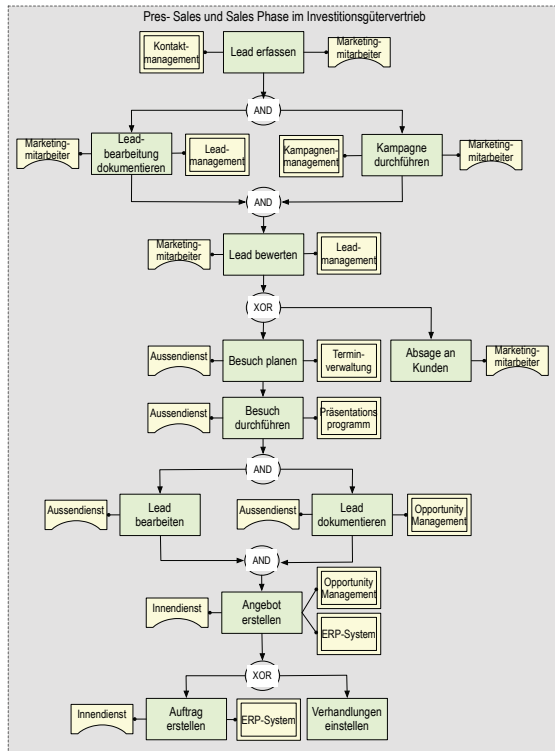 Pres- Sales und Sales Phase im Investitionsgütervertrieb
Kontakt-
management
Lead erfassen
Marketing-
mitarbeiter
AND
Marketing-
mitarbeiter
Lead-
bearbeitung
dokumentieren
Lead-
management
Kampagnen-
management
Kampagne
durchführen
Marketing-
mitarbeiter
AND
Marketing-
mitarbeiter
Lead bewerten
Lead-
management
XOR
Aussendienst
Besuch planen
Termin-
verwaltung
Absage an
Kunden
Marketing-
mitarbeiter
Aussendienst
Besuch
durchführen
Präsentations
programm
AND
Aussendienst
Lead
bearbeiten
Aussendienst
Lead
dokumentieren
Opportunity
Management
AND
Innendienst
Angebot
erstellen
Opportunity
Management
ERP-System
XOR
Innendienst
Auftrag
erstellen
ERP-System
Verhandlungen
einstellen